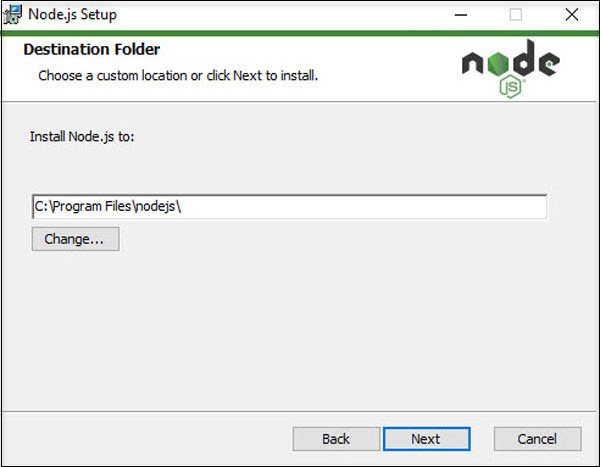 Node.js Setup
Destination Folder
Choose a custom location or click Next to install.
node
JS
Install Node.js to:
C:\Program Files\nodejs\
Change...
Back Next Cancel